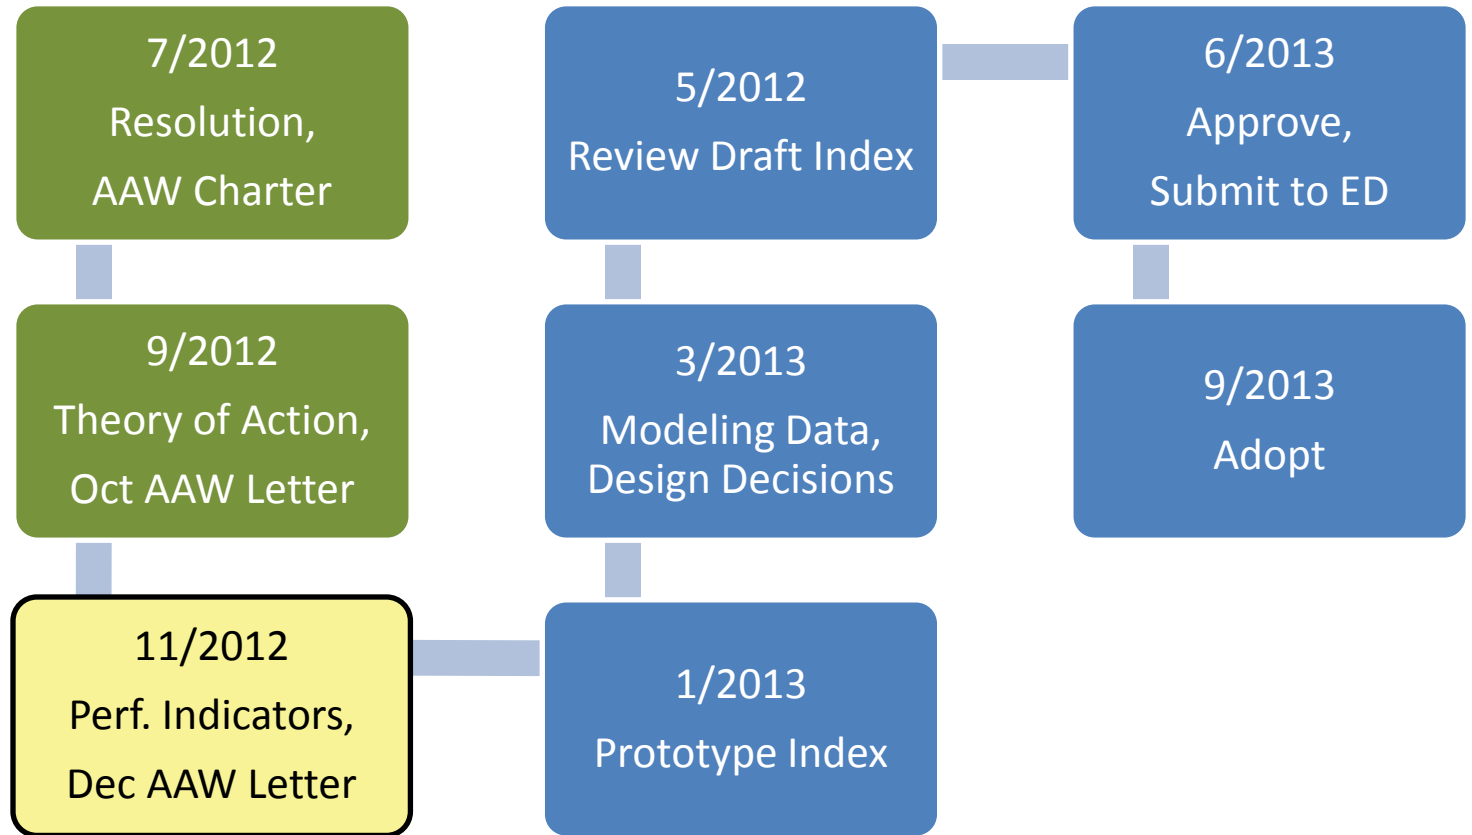 7/2012
Resolution,
AAW Charter
9/2012
Theory of Action,
Oct AAW Letter
11/2012
Perf. Indicators,
Dec AAW Letter
1/2013
Prototype Index
3/2013
Modeling Data,
Design Decisions
5/2012
Review Draft Index
6/2013
Approve,
Submit to ED
9/2013
Adopt